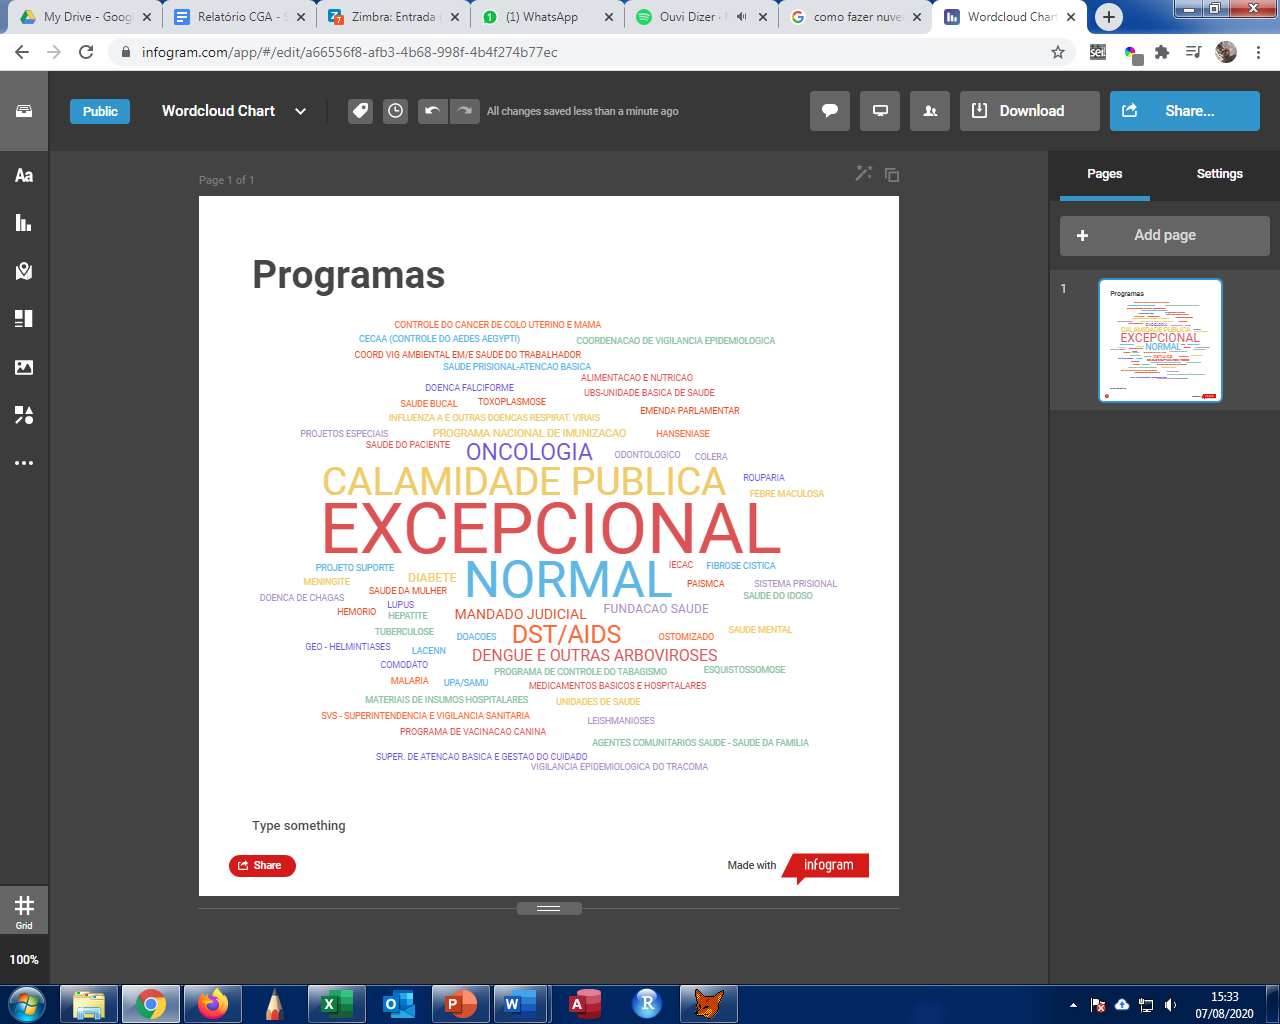 My Drive - Goog
Relatório CGA - S
Zimbra: Entrada
(1) WhatsApp
Ouvi Dizer ·
como fazer nuve
Wordcloud Chart
infogram.com/app/#/edit/a66556f8-afb3-4b68-998f-4b4f274b77ec
Public
Wordcloud Chart
All changes saved less than a minute ago
Download
Share...
Page 1 of 1
Pages
Settings
Add page
1
Programas
CONTROLE DO CANCER DE COLO UTERINO E MAMA
CECAA (CONTROLE DO AEDES AEGYPTI)
COORDENACAO DE VIGILANCIA EPIDEMIOLOGICA
COORD VIG AMBIENTAL EM/E SAUDE DO TRABALHADOR
SAUDE PRISIONAL-ATENCAO BASICA
ALIMENTACAO E NUTRICAO
DOENCA FALCIFORME
UBS-UNIDADE BASICA DE SAUDE
SAUDE BUCAL
TOXOPLASMOSE
EMENDA PARLAMENTAR
INFLUENZA A E OUTRAS DOENCAS RESPIRAT. VIRAIS
PROJETOS ESPECIAIS
PROGRAMA NACIONAL DE IMUNIZACAO
HANSENIASE
SAUDE DO PACIENTE
ONCOLOGIA
ODONTOLOGICO
COLERA
CALAMIDADE PUBLICA
ROUPARIA
FEBRE MACULOSA
EXCEPCIONAL
PROJETO SUPORTE
NORMAL
IECAC
FIBROSE CISTICA
MENINGITE
DIABETE
PAISMCA
SISTEMA PRISIONAL
DOENCA DE CHAGAS
SAUDE DA MULHER
SAUDE DO IDOSO
LUPUS
HEMORIO
HEPATITE
MANDADO JUDICIAL
FUNDACAO SAUDE
TUBERCULOSE
DOACOES
DST/AIDS
OSTOMIZADO
SAUDE MENTAL
GEO - HELMINTIASES
LACENN
DENGUE E OUTRAS ARBOVIROSES
COMODATO
PROGRAMA DE CONTROLE DO TABAGISMO
ESQUISTOSSOMOSE
MALARIA
UPA/SAMU
MEDICAMENTOS BASICOS E HOSPITALARES
MATERIAIS DE INSUMOS HOSPITALARES
UNIDADES DE SAUDE
SVS - SUPERINTENDENCIA E VIGILANCIA SANITARIA
LEISHMANIOSES
PROGRAMA DE VACINACAO CANINA
AGENTES COMUNITARIOS SAUDE - SAUDE DA FAMILIA
SUPER. DE ATENCAO BASICA E GESTAO DO CUIDADO
VIGILANCIA EPIDEMIOLOGICA DO TRACOMA
Type something
Share
Made with
infogram
Grid
100%
15:33
07/08/2020